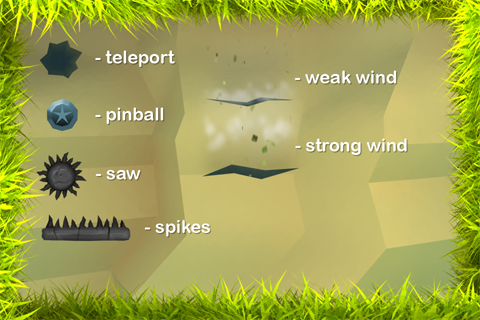 - teleport
- pinball
- saw
- spikes
- weak wind
- strong wind